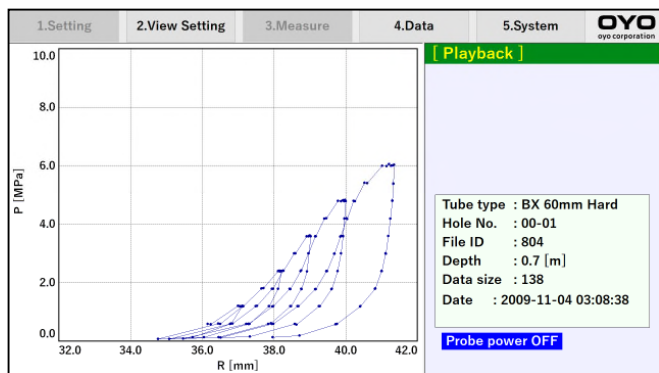 1.Setting 2.View Setting 3.Measure 4.Data 5.System OYO
oyo corporation
[ Playback ]
10.0
8.0
6.0
4.0
2.0
0.0
P [MPa]
32.0 34.0 36.0 38.0 40.0 42.0
R [mm]
Tube type : BX 60mm Hard
Hole No. : 00-01
File ID : 804
Depth : 0.7 [m]
Data size : 138
Date : 2009-11-04 03:08:38
Probe power OFF